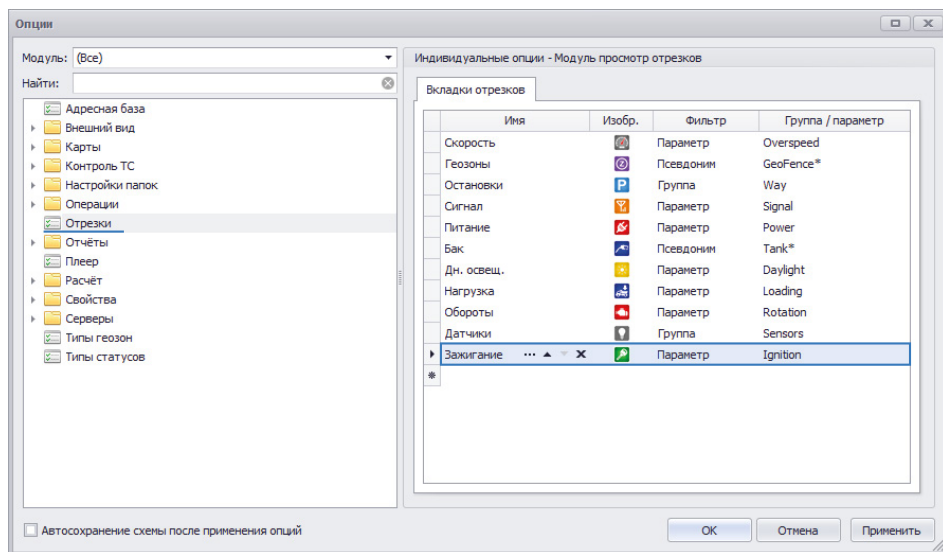 Опции
Модуль: (Все)
Найти:
Адресная база
Внешний вид
Карты
Контроль ТС
Настройки папок
Операции
Отрезки
Отчёты
Плеер
Расчёт
Свойства
Серверы
Типы геозон
Типы статусов
Индивидуальные опции - Модуль просмотр отрезков
Вкладки отрезков
Имя Изобр. Фильтр Группа / параметр
Скорость Параметр Overspeed
Геозоны Псевдоним GeoFence*
Остановки P Группа Way
Сигнал Параметр Signal
Питание Параметр Power
Бак Псевдоним Tank*
Дн. освещ. Параметр Daylight
Нагрузка Параметр Loading
Обороты Параметр Rotation
Датчики Группа Sensors
Зажигание ... Параметр Ignition
Автосохранение схемы после применения опций
ОК Отмена Применить